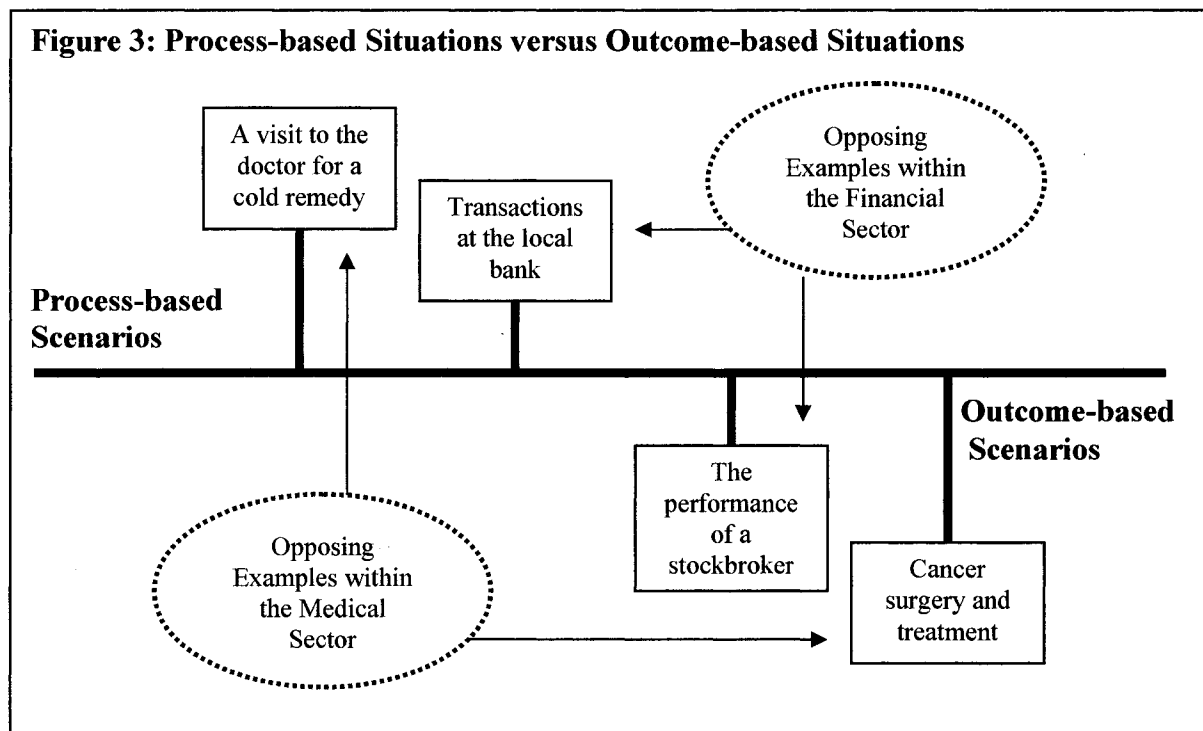 Figure 3: Process-based Situations versus Outcome-based Situations
A visit to the
doctor for a
cold remedy
Transactions
at the local
bank
Opposing
Examples within
the Financial
Sector
Process-based
Scenarios
Outcome-based
Scenarios
The
performance
of a
stockbroker
Opposing
Examples within
the Medical
Sector
Cancer
surgery and
treatment